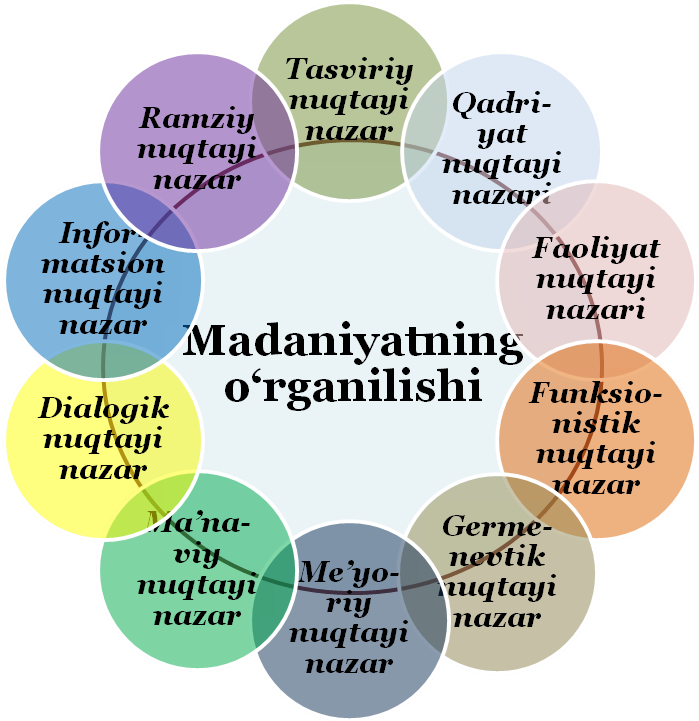 Tasviriy
nuqtayi
nazar
Qadri-
yat
nuqtayi
nazari
Faoliyat
nuqtayi
nazari
Funksio-
nistik
nuqtayi
nazar
Germe-
nevtik
nuqtayi
nazar
Me’yo-
riy
nuqtayi
nazar
Ma’na-
viy
nuqtayi
nazar
Dialogik
nuqtayi
nazar
Infor-
matsion
nuqtayi
nazar
Ramziy
nuqtayi
nazar
Madaniyatning
o‘rganilishi